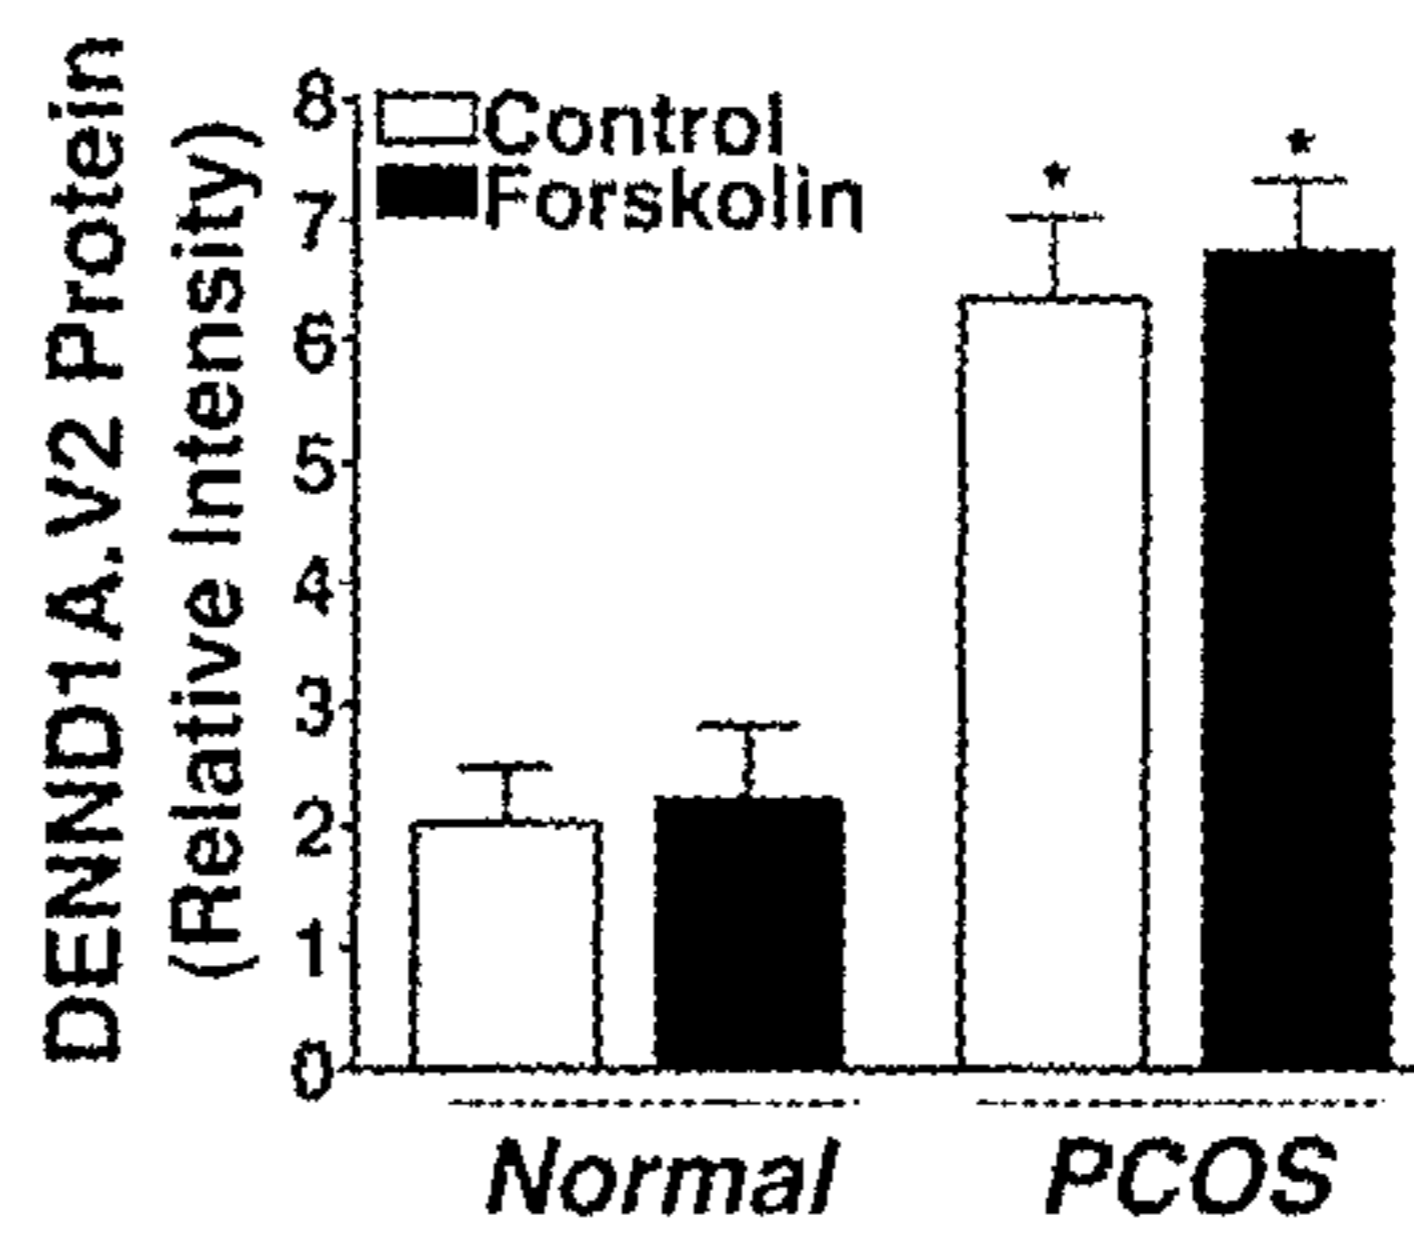 DENND1A.V2 Protein
(Relative Intensity)
8
7
6
5
4
3
2
1
0
Control
Forskolin
*
*
Normal
PCOS